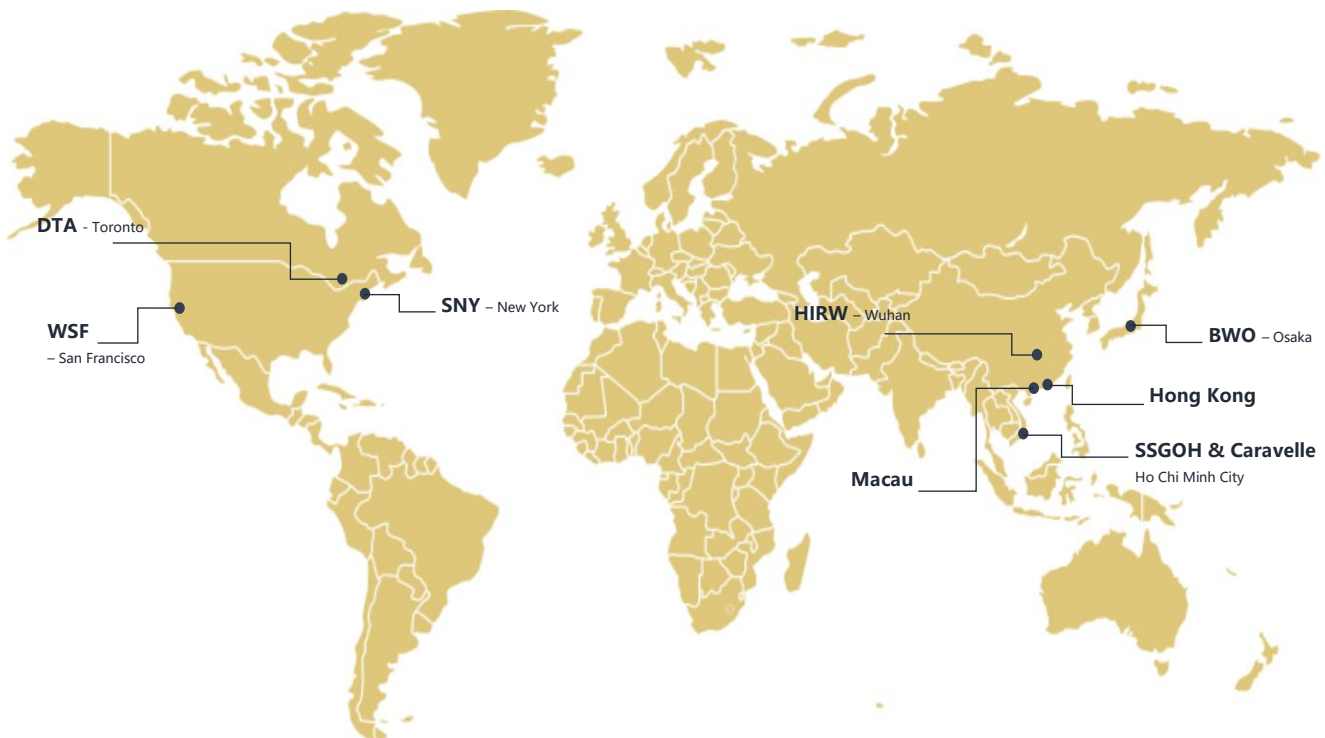 DTA - Toronto
SNY – New York
WSF
– San Francisco
HIRW – Wuhan
BWO – Osaka
Hong Kong
SSGOH & Caravelle
Ho Chi Minh City
Macau